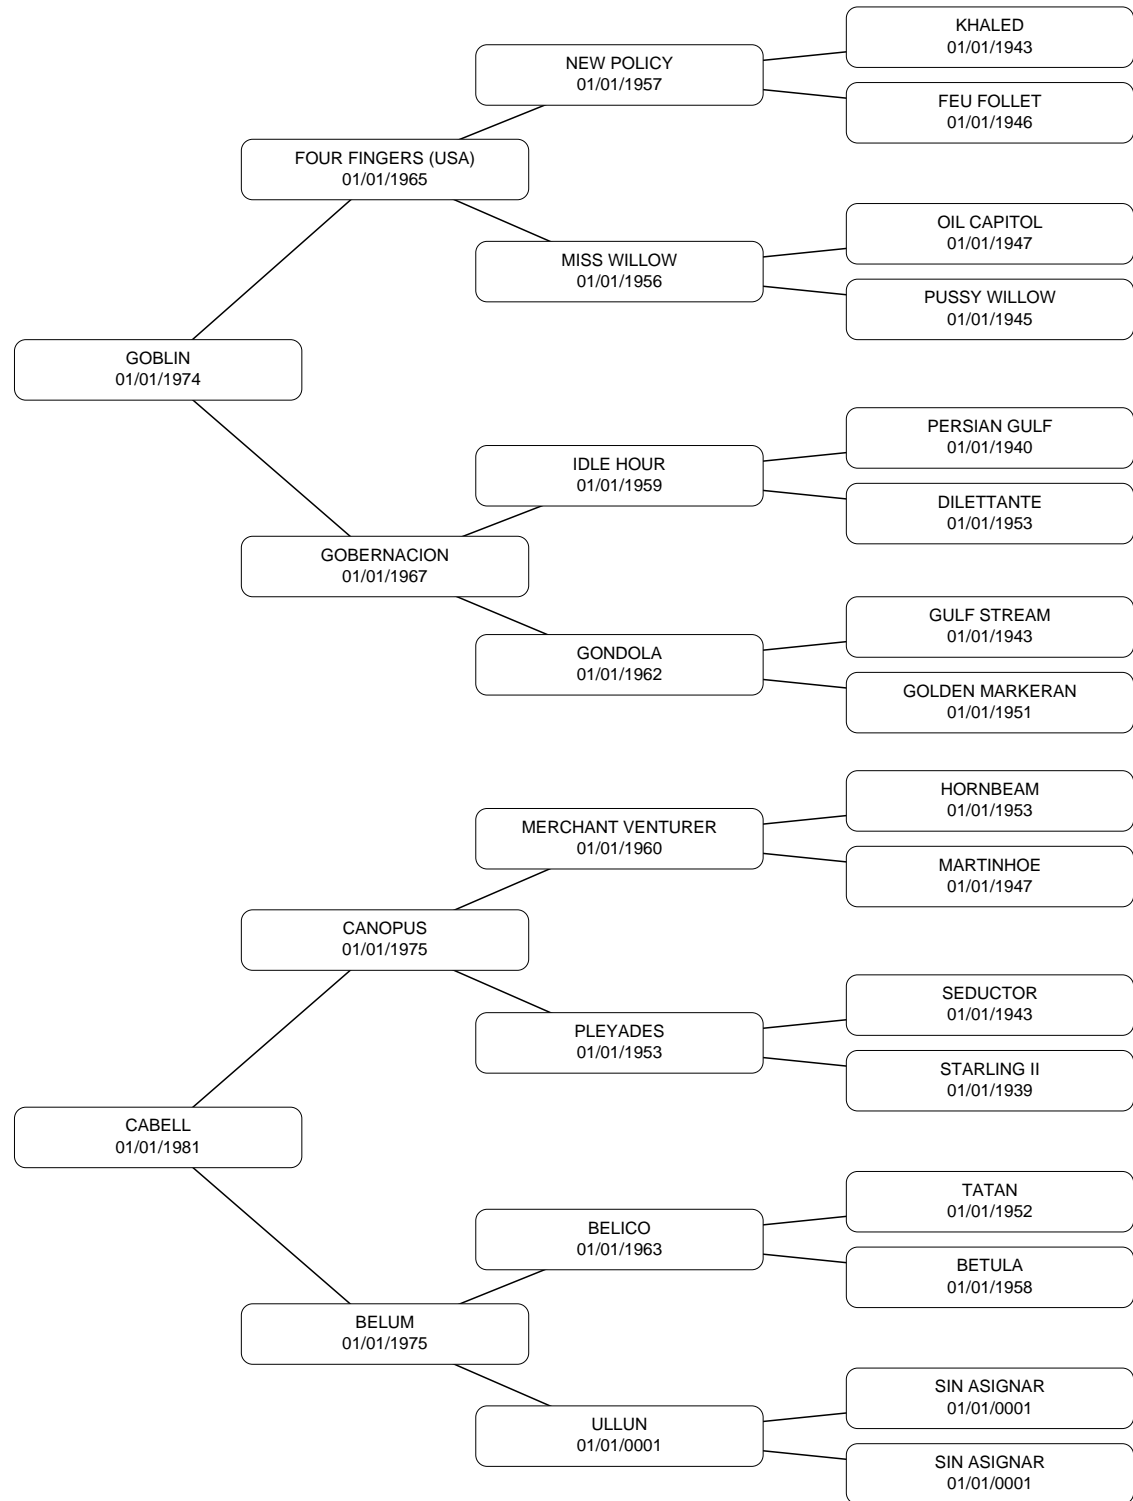 KHALED
01/01/1943
NEW POLICY
01/01/1957
FEU FOLLET
01/01/1946
FOUR FINGERS (USA)
01/01/1965
OIL CAPITOL
01/01/1947
MISS WILLOW
01/01/1956
PUSSY WILLOW
01/01/1945
GOBLIN
01/01/1974
PERSIAN GULF
01/01/1940
IDLE HOUR
01/01/1959
DILETTANTE
01/01/1953
GOBERNACION
01/01/1967
GULF STREAM
01/01/1943
GONDOLA
01/01/1962
GOLDEN MARKERAN
01/01/1951
HORNBEAM
01/01/1953
MERCHANT VENTURER
01/01/1960
MARTINHOE
01/01/1947
CANOPUS
01/01/1975
SEDUCTOR
01/01/1943
PLEYADES
01/01/1953
STARLING II
01/01/1939
CABELL
01/01/1981
TATAN
01/01/1952
BELICO
01/01/1963
BETULA
01/01/1958
BELUM
01/01/1975
SIN ASIGNAR
01/01/0001
ULLUN
01/01/0001
SIN ASIGNAR
01/01/0001